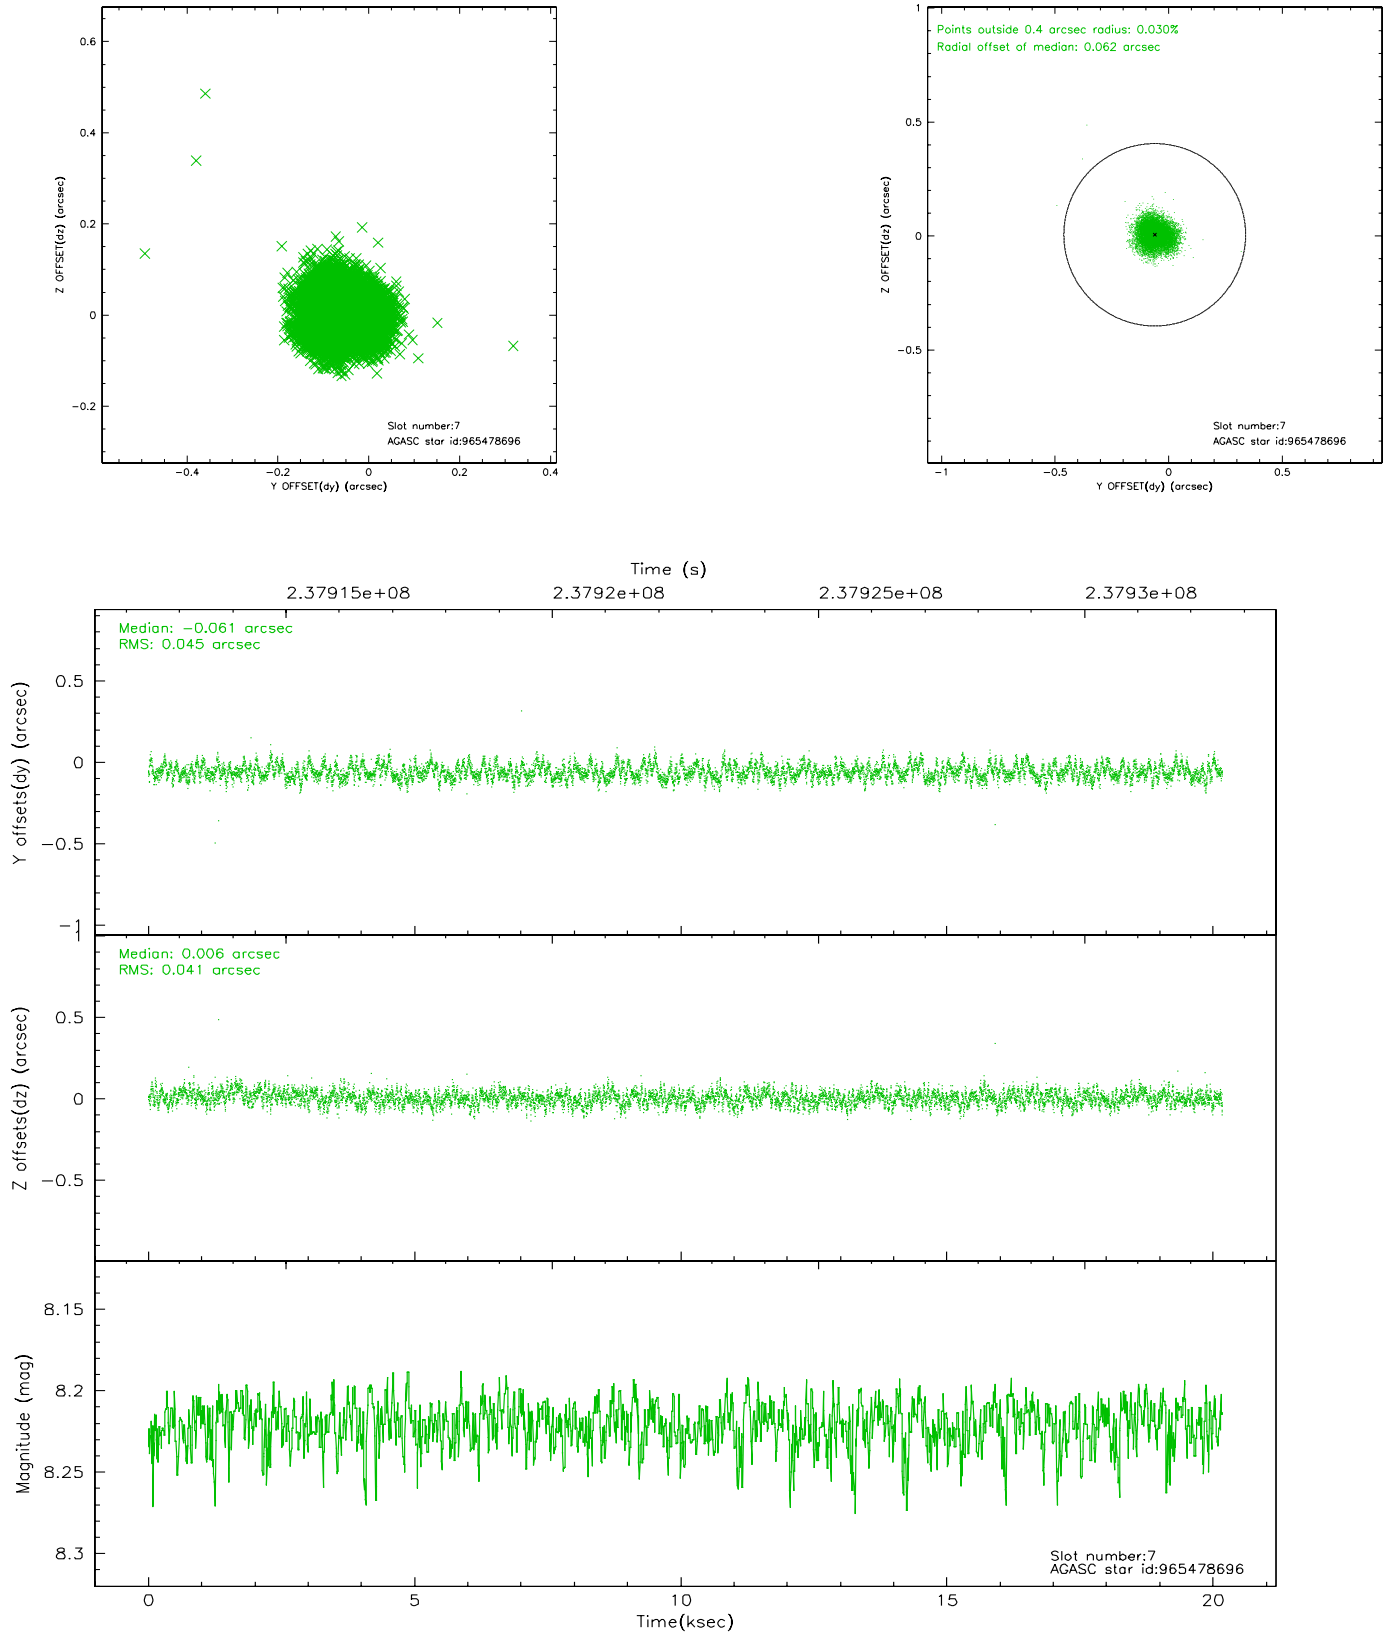 0.6
0.4
0.2
0
−0.2
Z OFFSET(dz) (arcsec)
Slot number:7
AGASC star id:965478696
−0.4 −0.2 0 0.2 0.4
Y OFFSET(dy) (arcsec)
Points outside 0.4 arcsec radius: 0.030%
Radial offset of median: 0.062 arcsec
1
0.5
0
−0.5
Z OFFSET(dz) (arcsec)
Slot number:7
AGASC star id:965478696
−1 −0.5 0 0.5
Y OFFSET(dy) (arcsec)
Time (s)
2.37915e+08 2.3792e+08 2.37925e+08 2.3793e+08
Median: −0.061 arcsec
RMS: 0.045 arcsec
0.5
0
−0.5
−1
Y offsets(dy) (arcsec)
1
Median: 0.006 arcsec
RMS: 0.041 arcsec
0.5
0
−0.5
Z offsets(dz) (arcsec)
8.15
8.2
8.25
8.3
Magnitude (mag)
Slot number:7
AGASC star id:965478696
0 5 10 15 20
Time(ksec)